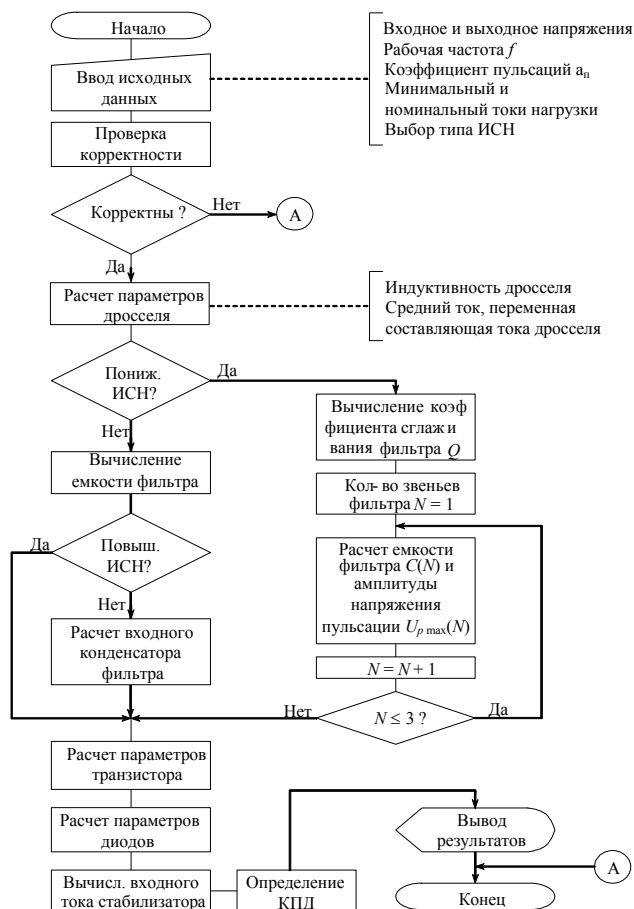 Начало
Ввод исходных
данных
Входное и выходное напряжения
Рабочая частота f
Коэффициент пульсаций aп
Минимальный и
номинальный токи нагрузки
Выбор типа ИСН
Проверка
корректности
Корректны ?
Нет
А
Да
Расчет параметров
дросселя
Индуктивность дросселя
Средний ток, переменная
составляющая тока дросселя
Пониж.
ИСН?
Да
Нет
Вычисление коэф
фициента сглаж и
вания фильтра Q
Вычисление
емкости фильтра
Кол- во звеньев
фильтра N = 1
Да
Повыш.
ИСН?
Нет
Расчет емкости
фильтра C(N) и
амплитуды
напряжения
пульсации Up max(N)
Расчет входного
конденсатора
фильтра
N = N + 1
Нет
N ≤ 3 ?
Да
Расчет параметров
транзистора
Расчет параметров
диодов
Вывод
результатов
А
Вычисл. входного
тока стабилизатора
Определение
КПД
Конец